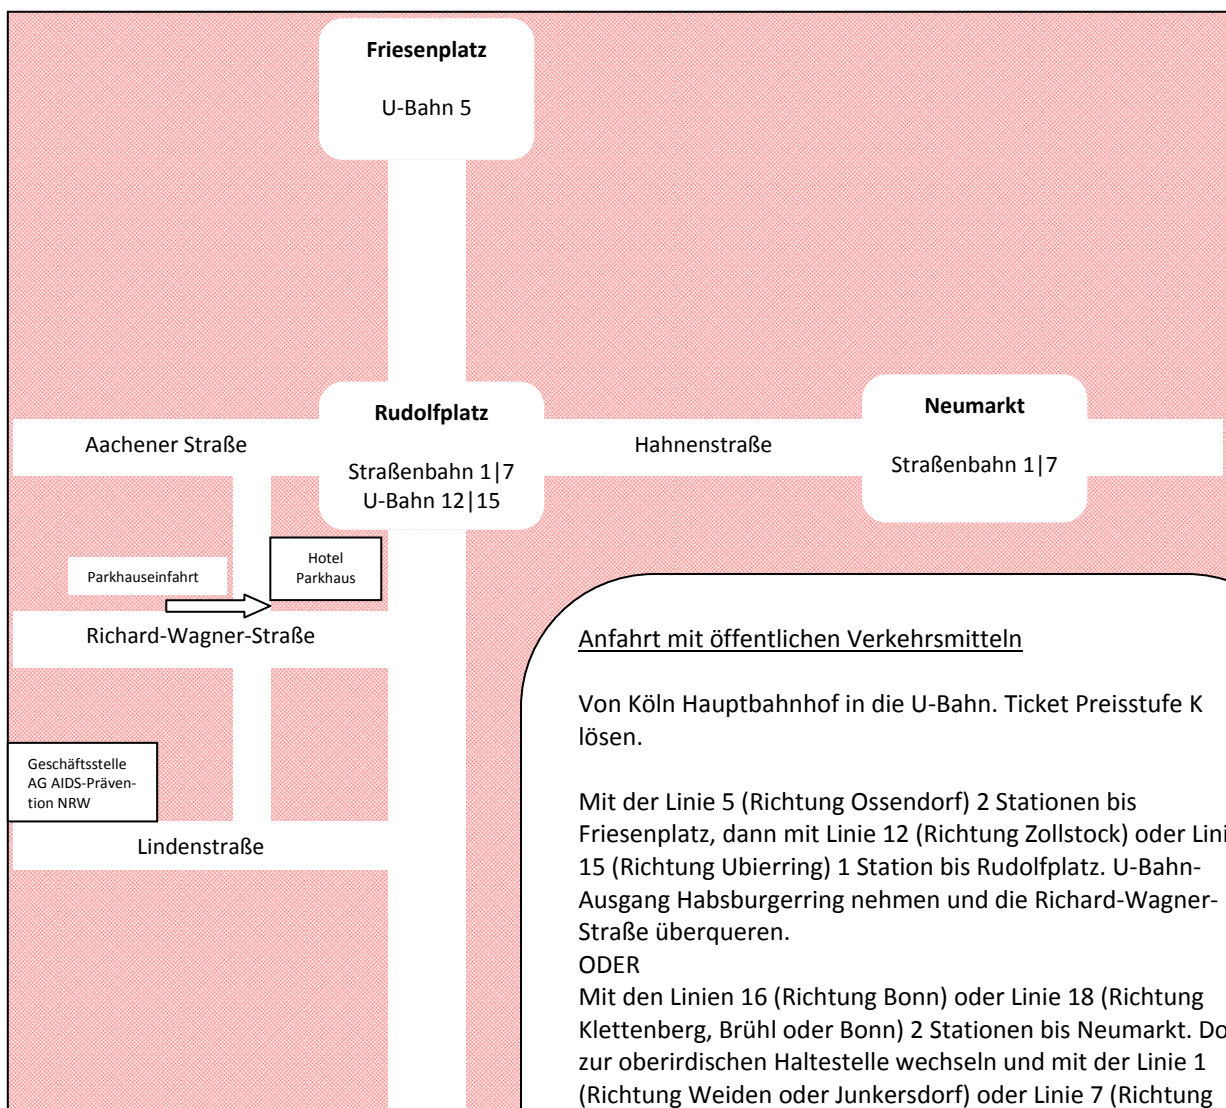 Friesenplatz
U-Bahn 5
Rudolfplatz
Straßenbahn 1|7
U-Bahn 12|15
Neumarkt
Straßenbahn 1|7
Aachener Straße
Hahnenstraße
Hotel
Parkhaus
Parkhauseinfahrt
Richard-Wagner-Straße
Geschäftsstelle
AG AIDS-Präven-
tion NRW
Lindenstraße
Anfahrt mit öffentlichen Verkehrsmitteln
Von Köln Hauptbahnhof in die U-Bahn. Ticket Preisstufe K
lösen.
Mit der Linie 5 (Richtung Ossendorf) 2 Stationen bis
Friesenplatz, dann mit Linie 12 (Richtung Zollstock) oder Lini
15 (Richtung Ubierring) 1 Station bis Rudolfplatz. U-Bahn-
Ausgang Habsburgerring nehmen und die Richard-Wagner-
Straße überqueren.
ODER
Mit den Linien 16 (Richtung Bonn) oder Linie 18 (Richtung
Klettenberg, Brühl oder Bonn) 2 Stationen bis Neumarkt. Do
zur oberirdischen Haltestelle wechseln und mit der Linie 1
(Richtung Weiden oder Junkersdorf) oder Linie 7 (Richtung